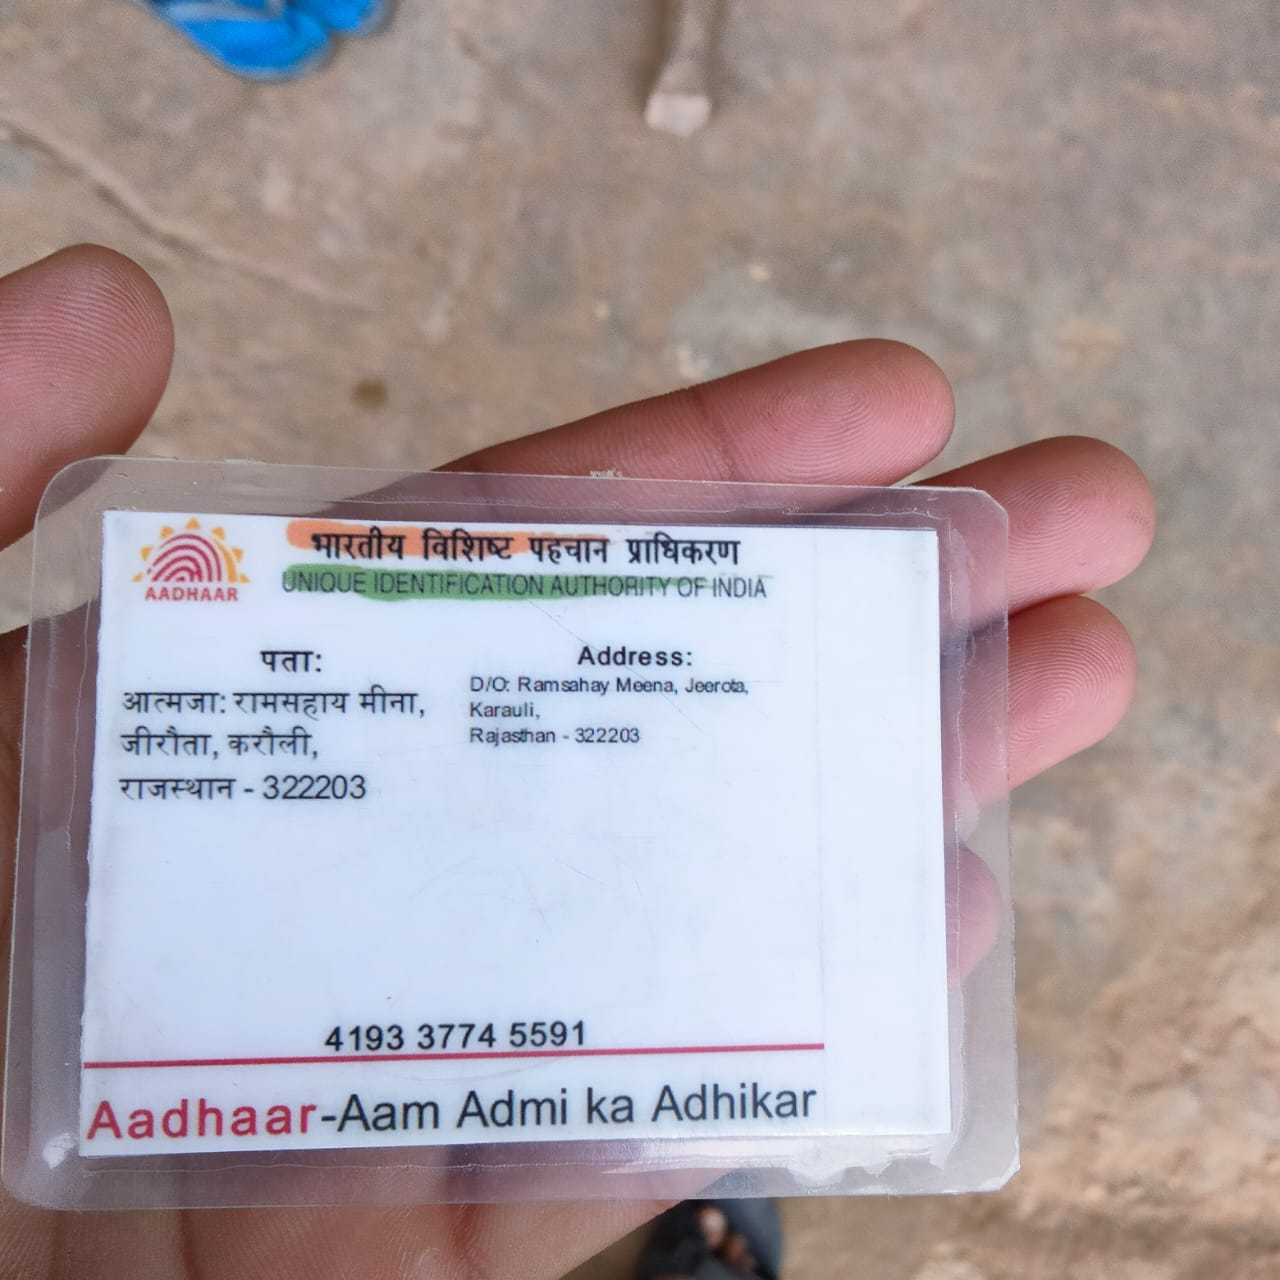 AADHAAR
भारतीय विशिष्ट पहचान प्राधिकरण
UNIQUE IDENTIFICATION AUTHORITY OF INDIA
पता:
आत्मजा: रामसहाय मीना,
जीरौता, करौली,
राजस्थान - 322203
Address:
D/O: Ramsahay Meena, Jeerota,
Karauli,
Rajasthan - 322203
4193 3774 5591
Aadhaar-Aam Admi ka Adhikar